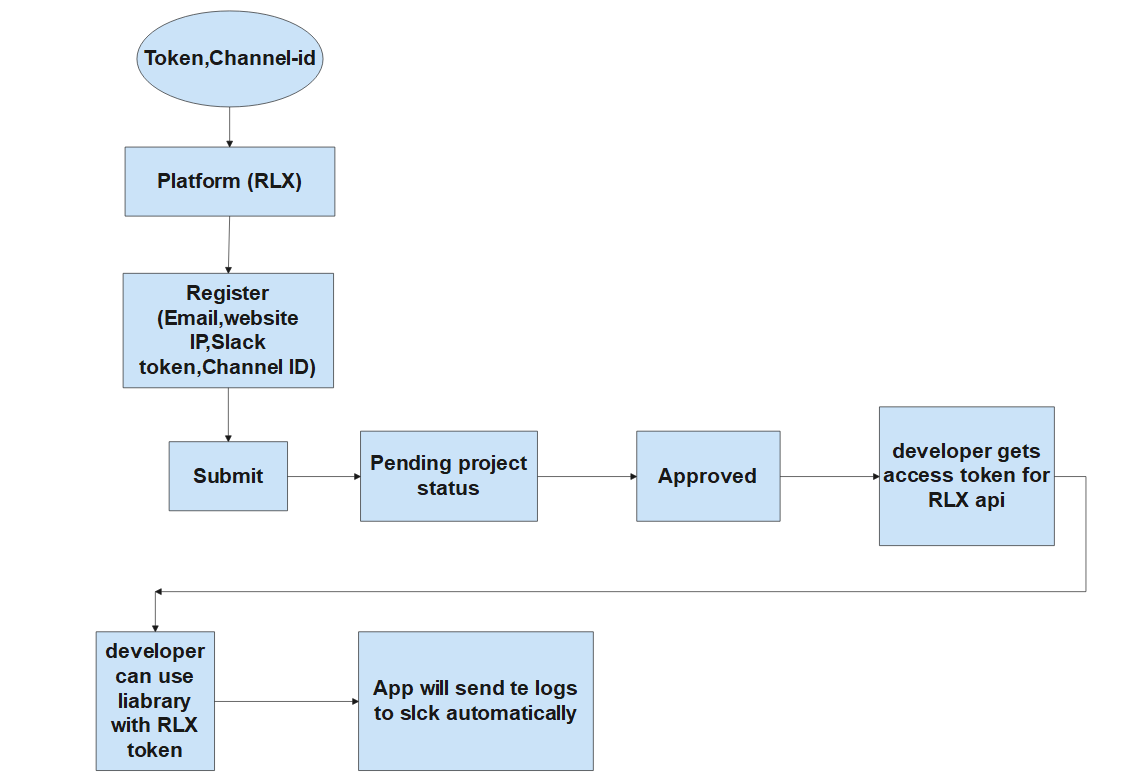 Token,Channel-id
Platform (RLX)
Register
(Email,website
IP,Slack
token,Channel ID)
Submit
Pending project
status
Approved
developer gets
access token for
RLX api
developer
can use
liabrary
with RLX
token
App will send te logs
to slck automatically